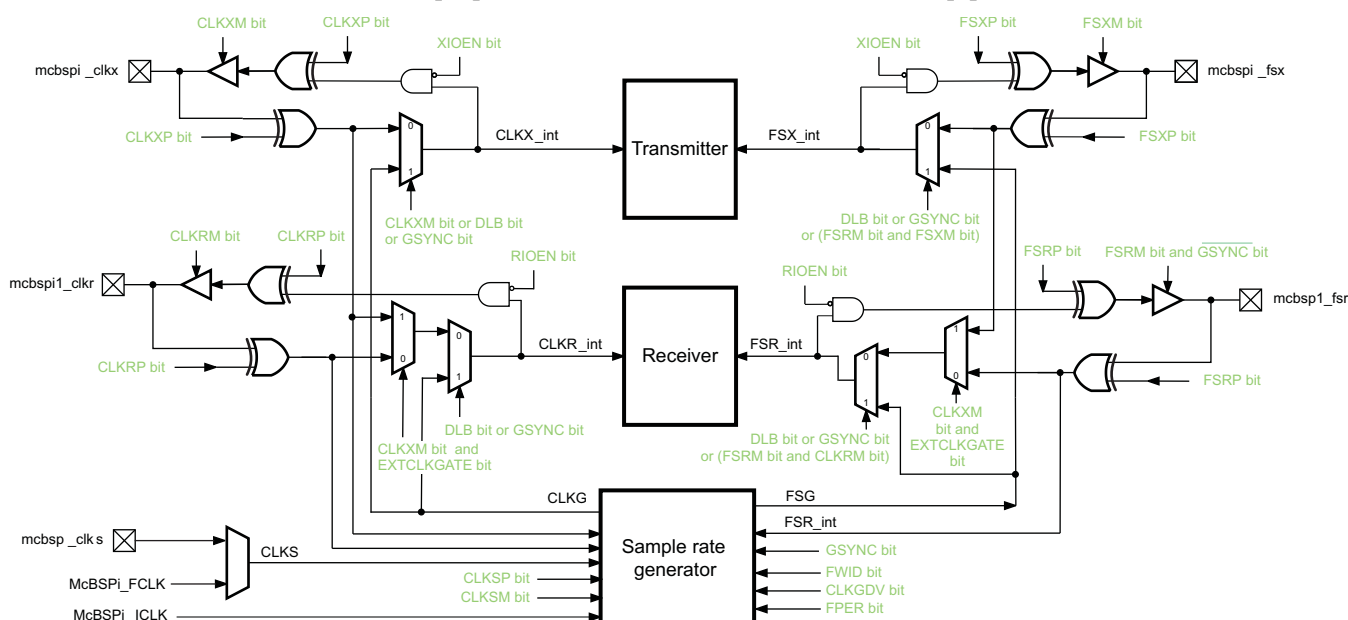 CLKXM bit
CLKXP bit
XIOEN bit
XIOEN bit
FSXP bit
FSXM bit
mcbspi _clkx
mcbspi _fsx
CLKXP bit
0
1
CLKX_int
Transmitter
FSX_int
0
1
FSXP bit
CLKXM bit or DLB bit
or GSYNC bit
DLB bit or GSYNC bit
or (FSRM bit and FSXM bit)
CLKRM bit
CLKRP bit
RIOEN bit
RIOEN bit
FSRP bit
FSRM bit and GSYNC bit
mcbspi1_clkr
mcbsp1_fsr
CLKRP bit
1
0
0
1
CLKR_int
Receiver
FSR_int
0
1
1
0
FSRP bit
DLB bit or GSYNC bit
CLKXM bit and
EXTCLKGATE bit
DLB bit or GSYNC bit
or (FSRM bit and CLKRM bit)
CLKXM
bit and
EXTCLKGATE
bit
CLKG
FSG
FSR_int
mcbsp _clk s
CLKS
McBSPi_FCLK
Sample rate
generator
GSYNC bit
FWID bit
CLKGDV bit
FPER bit
CLKSP bit
CLKSM bit
McBSPi_ICLK